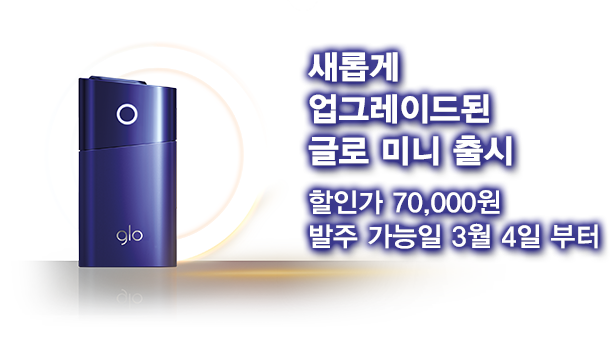 새롭게
업그레이드된
글로 미니 출시
할인가 70,000원
발주 가능일 3월 4일 부터
glo